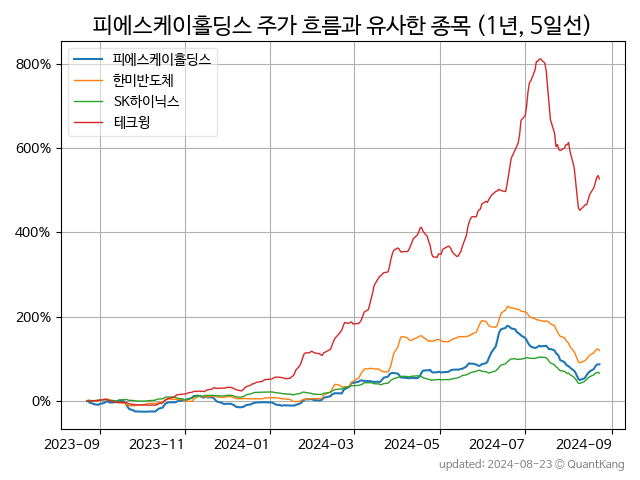 피에스케이홀딩스 주가 흐름과 유사한 종목 (1년, 5일선)
피에스케이홀딩스
한미반도체
SK하이닉스
테크윙
800%
600%
400%
200%
0%
2023-09 2023-11 2024-01 2024-03 2024-05 2024-07 2024-09
updated: 2024-08-23 © QuantKang